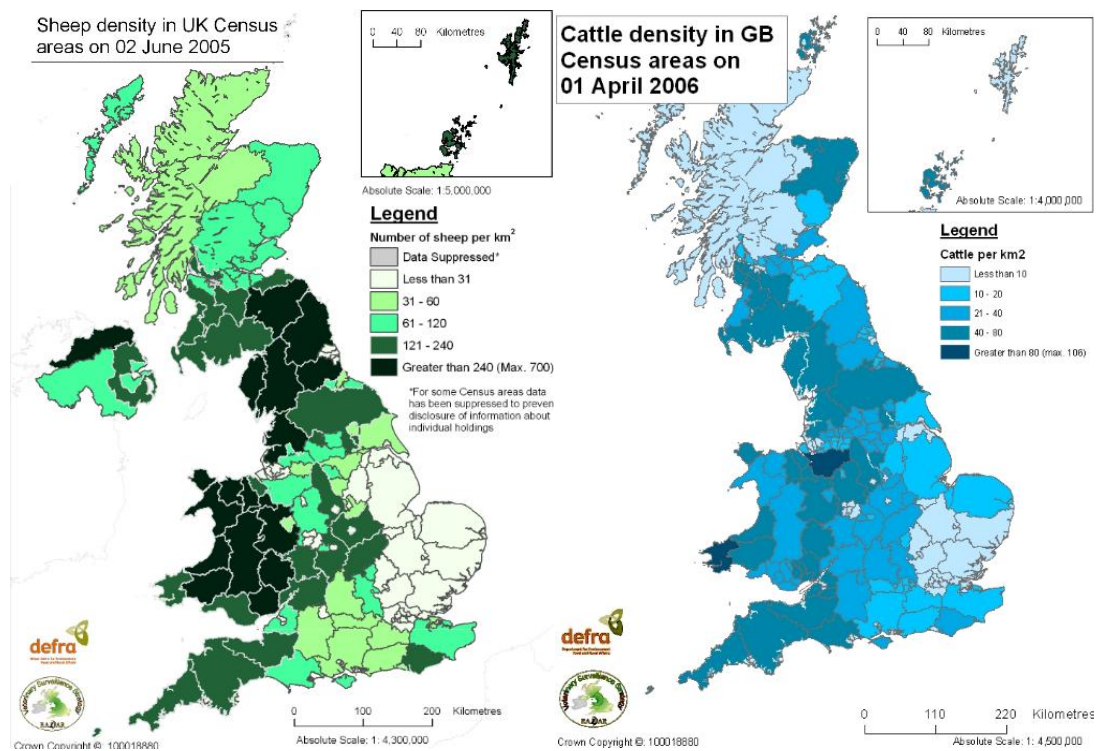 Sheep density in UK Census
areas on 02 June 2005
0 40 80 Kilometres
Absolute Scale: 1:5,000,000
Legend
Number of sheep per km²
Data Suppressed*
Less than 31
31 - 60
61 - 120
121 - 240
Greater than 240 (Max. 700)
*For some Census areas data
has been suppressed to preven
disclosure of information about
individual holdings
defra
RADAR
0 100 200 Kilometres
Crown Copyright ©: 100018880
Absolute Scale: 1: 4,300,000
Cattle density in GB
Census areas on
01 April 2006
0 40 80 Kilometres
Absolute Scale: 1:4,000,000
Legend
Cattle per km2
Less than 10
10 - 20
21 - 40
40 - 80
Greater than 80 (max. 106)
defra
RADAR
0 110 220 Kilometres
Crown Copyright ©: 100018880
Absolute Scale: 1: 4,500,000